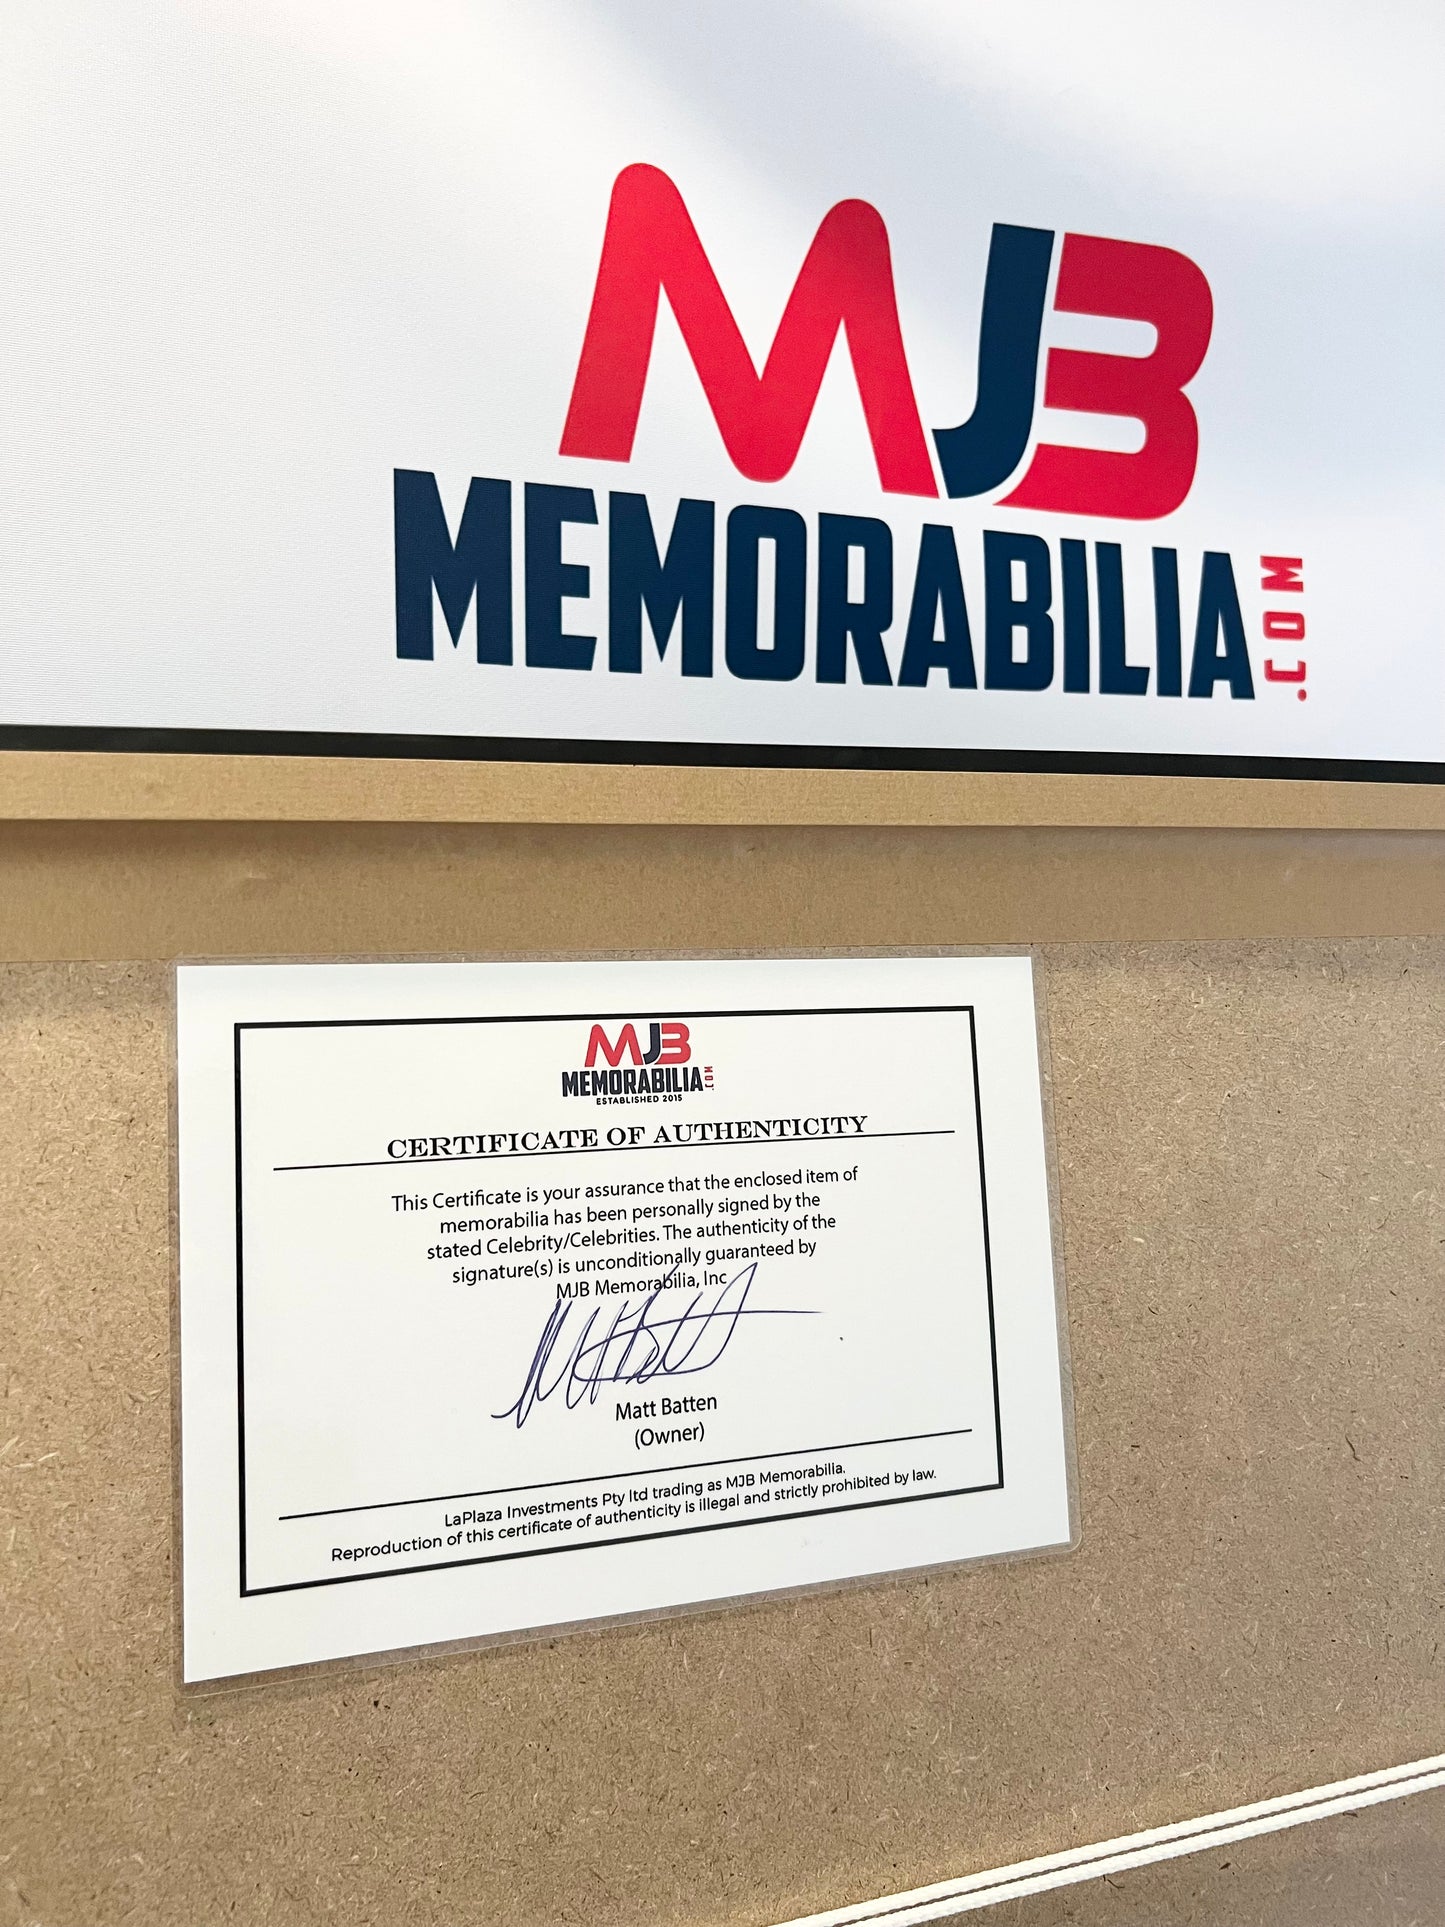 MJB
MEMORABILIA.COM
MJB
MEMORABILIA.COM
ESTABLISHED 2015
CERTIFICATE OF AUTHENTICITY
This Certificate is your assurance that the enclosed item of
memorabilia has been personally signed by the
stated Celebrity/Celebrities. The authenticity of the
signature(s) is unconditionally guaranteed by
MJB Memorabilia, Inc
Matt Batten
(Owner)
LaPlaza Investments Pty ltd trading as MJB Memorabilia.
Reproduction of this certificate of authenticity is illegal and strictly prohibited by law.